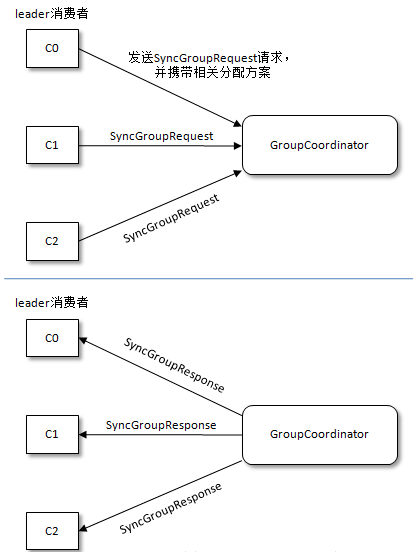 leader消费者
C0
发送SyncGroupRequest请求，
并携带相关分配方案
C1
SyncGroupRequest
GroupCoordinator
C2
SyncGroupRequest
leader消费者
C0
SyncGroupResponse
C1
SyncGroupResponse
GroupCoordinator
C2
SyncGroupResponse